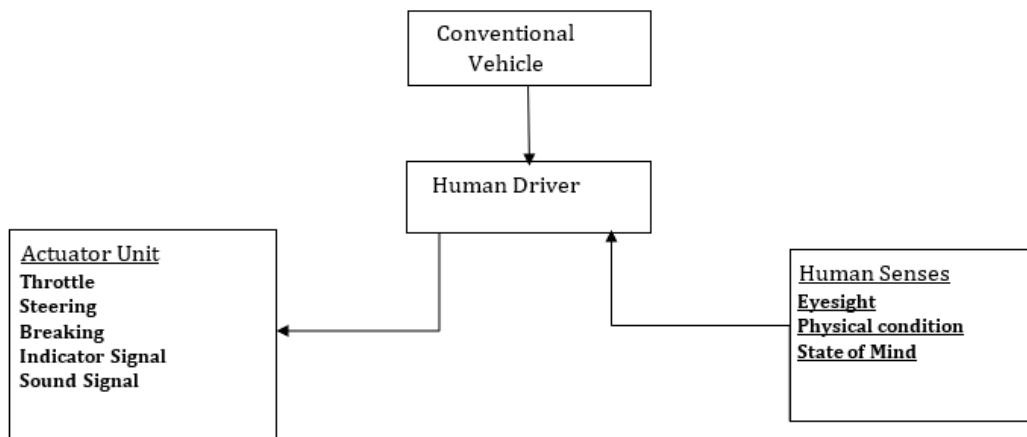 Conventional
Vehicle
Human Driver
Actuator Unit
Throttle
Steering
Breaking
Indicator Signal
Sound Signal
Human Senses
Eyesight
Physical condition
State of Mind